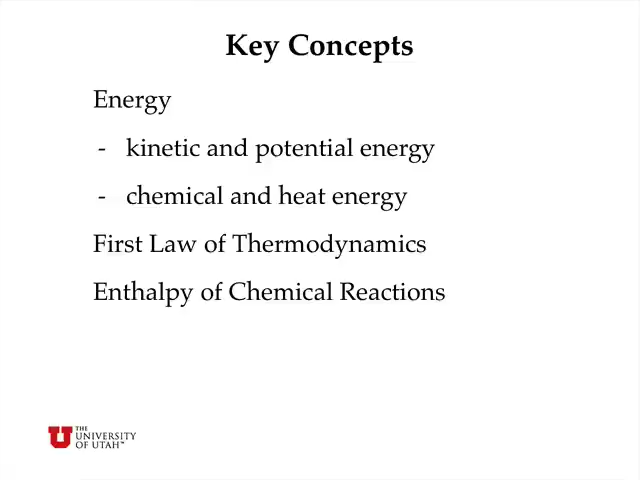 Key Concepts
Energy
- kinetic and potential energy
- chemical and heat energy
First Law of Thermodynamics
Enthalpy of Chemical Reactions
THE
UNIVERSITY
OF UTAH™